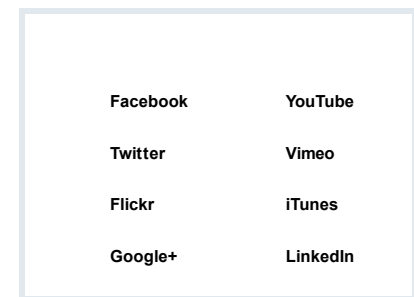 Facebook YouTube
Twitter Vimeo
Flickr iTunes
Google+ LinkedIn